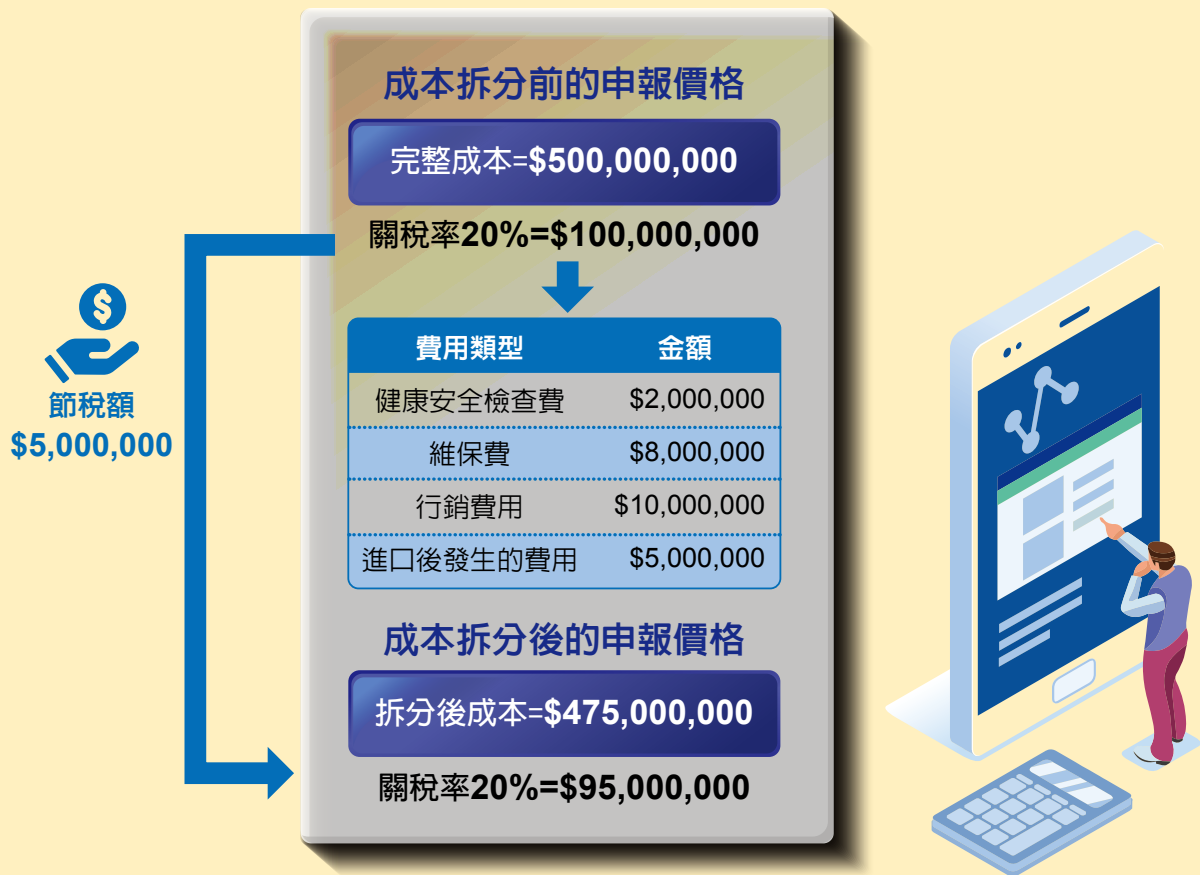 成本拆分前的申報價格
完整成本=$500,000,000
關稅率20%=$100,000,000
節稅額
$5,000,000
費用類型 金額
健康安全檢查費 $2,000,000
維保費 $8,000,000
行銷費用 $10,000,000
進口後發生的費用 $5,000,000
成本拆分後的申報價格
拆分後成本=$475,000,000
關稅率20%=$95,000,000